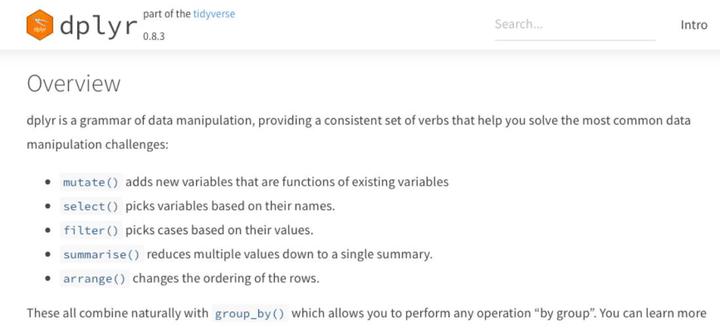 dplyr
part of the tidyverse
0.8.3
Search...
Intro
Overview
dplyr is a grammar of data manipulation, providing a consistent set of verbs that help you solve the most common data
manipulation challenges:
• mutate() adds new variables that are functions of existing variables
• select() picks variables based on their names.
• filter() picks cases based on their values.
• summarise() reduces multiple values down to a single summary.
• arrange() changes the ordering of the rows.
These all combine naturally with group_by() which allows you to perform any operation “by group”. You can learn more